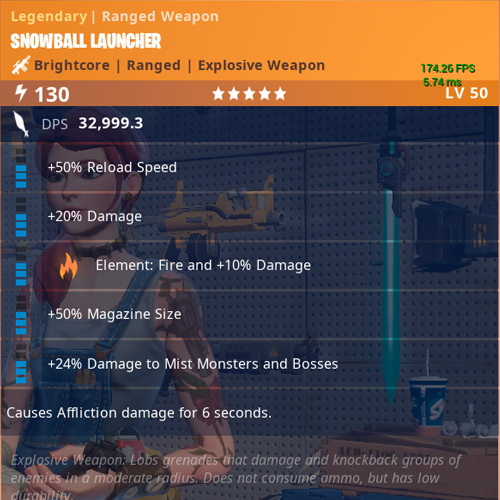 Legendary | Ranged Weapon
SNOWBALL LAUNCHER
Brightcore | Ranged | Explosive Weapon
174.26 FPS
5.74 ms
130
LV 50
DPS 32,999.3
+50% Reload Speed
+20% Damage
Element: Fire and +10% Damage
+50% Magazine Size
+24% Damage to Mist Monsters and Bosses
Causes Affliction damage for 6 seconds.
Explosive Weapon: Lobs grenades that damage and knockback groups of
enemies in a moderate radius. Does not consume ammo, but has low
durability.